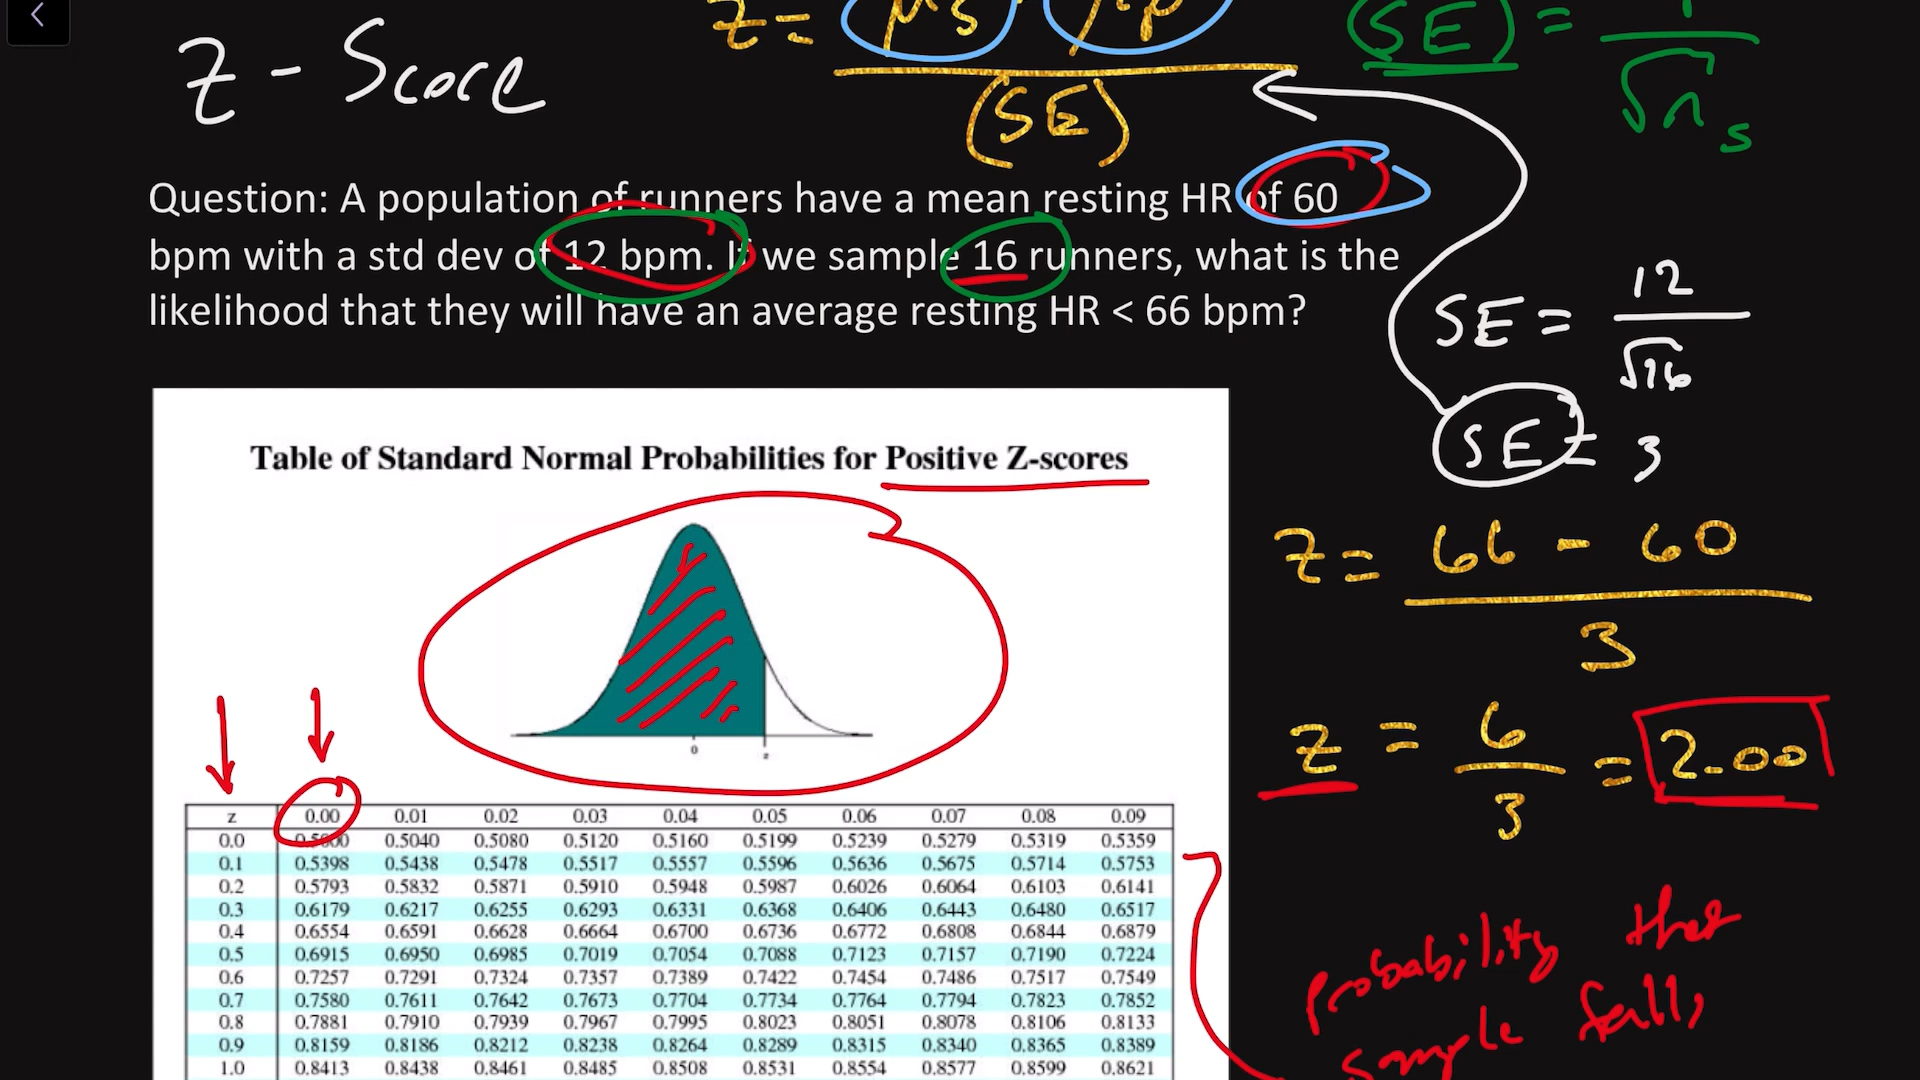 z - Score
z =
(SE)
(SE) =
√n s
Question: A population of runners have a mean resting HR of 60
bpm with a std dev of 12 bpm. If we sample 16 runners, what is the
likelihood that they will have an average resting HR < 66 bpm?
SE = 12
√16
SE = 3
z = 66 - 60
3
z = 6 = 2.00
3
Table of Standard Normal Probabilities for Positive Z-scores
0 z
z 0.00 0.01 0.02 0.03 0.04 0.05 0.06 0.07 0.08 0.09
0.0 0.5000 0.5040 0.5080 0.5120 0.5160 0.5199 0.5239 0.5279 0.5319 0.5359
0.1 0.5398 0.5438 0.5478 0.5517 0.5557 0.5596 0.5636 0.5675 0.5714 0.5753
0.2 0.5793 0.5832 0.5871 0.5910 0.5948 0.5987 0.6026 0.6064 0.6103 0.6141
0.3 0.6179 0.6217 0.6255 0.6293 0.6331 0.6368 0.6406 0.6443 0.6480 0.6517
0.4 0.6554 0.6591 0.6628 0.6664 0.6700 0.6736 0.6772 0.6808 0.6844 0.6879
0.5 0.6915 0.6950 0.6985 0.7019 0.7054 0.7088 0.7123 0.7157 0.7190 0.7224
0.6 0.7257 0.7291 0.7324 0.7357 0.7389 0.7422 0.7454 0.7486 0.7517 0.7549
0.7 0.7580 0.7611 0.7642 0.7673 0.7704 0.7734 0.7764 0.7794 0.7823 0.7852
0.8 0.7881 0.7910 0.7939 0.7967 0.7995 0.8023 0.8051 0.8078 0.8106 0.8133
0.9 0.8159 0.8186 0.8212 0.8238 0.8264 0.8289 0.8315 0.8340 0.8365 0.8389
1.0 0.8413 0.8438 0.8461 0.8485 0.8508 0.8531 0.8554 0.8577 0.8599 0.8621
Probability that
sample falls